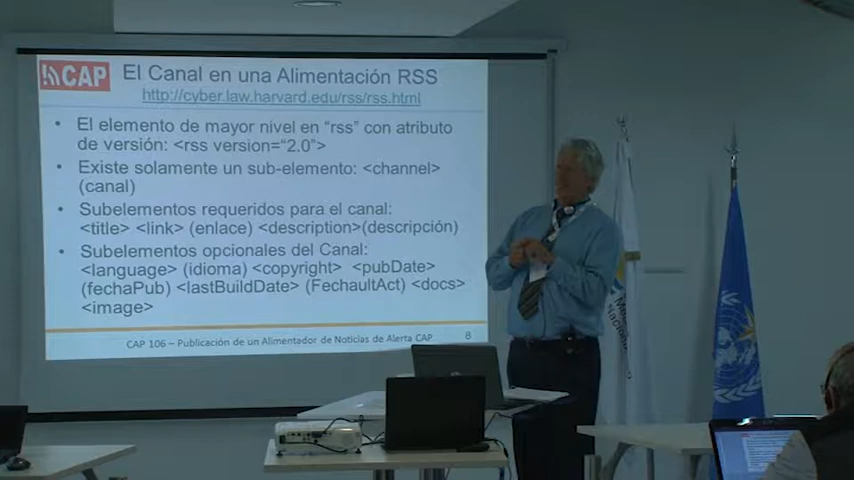 CAP
El Canal en una Alimentación RSS
http://cyber.law.harvard.edu/rss/rss.html
• El elemento de mayor nivel en "rss" con atributo
de versión: <rss version="2.0">
• Existe solamente un sub-elemento: <channel>
(canal)
• Subelementos requeridos para el canal:
<title> <link> (enlace) <description> (descripción)
• Subelementos opcionales del Canal:
<language> (idioma) <copyright>, <pubDate>
(fechaPub), <lastBuildDate> (FechaultAct), <docs>
<image>
CAP 106 – Publicación de un Alimentador de Noticias de Alerta CAP
8